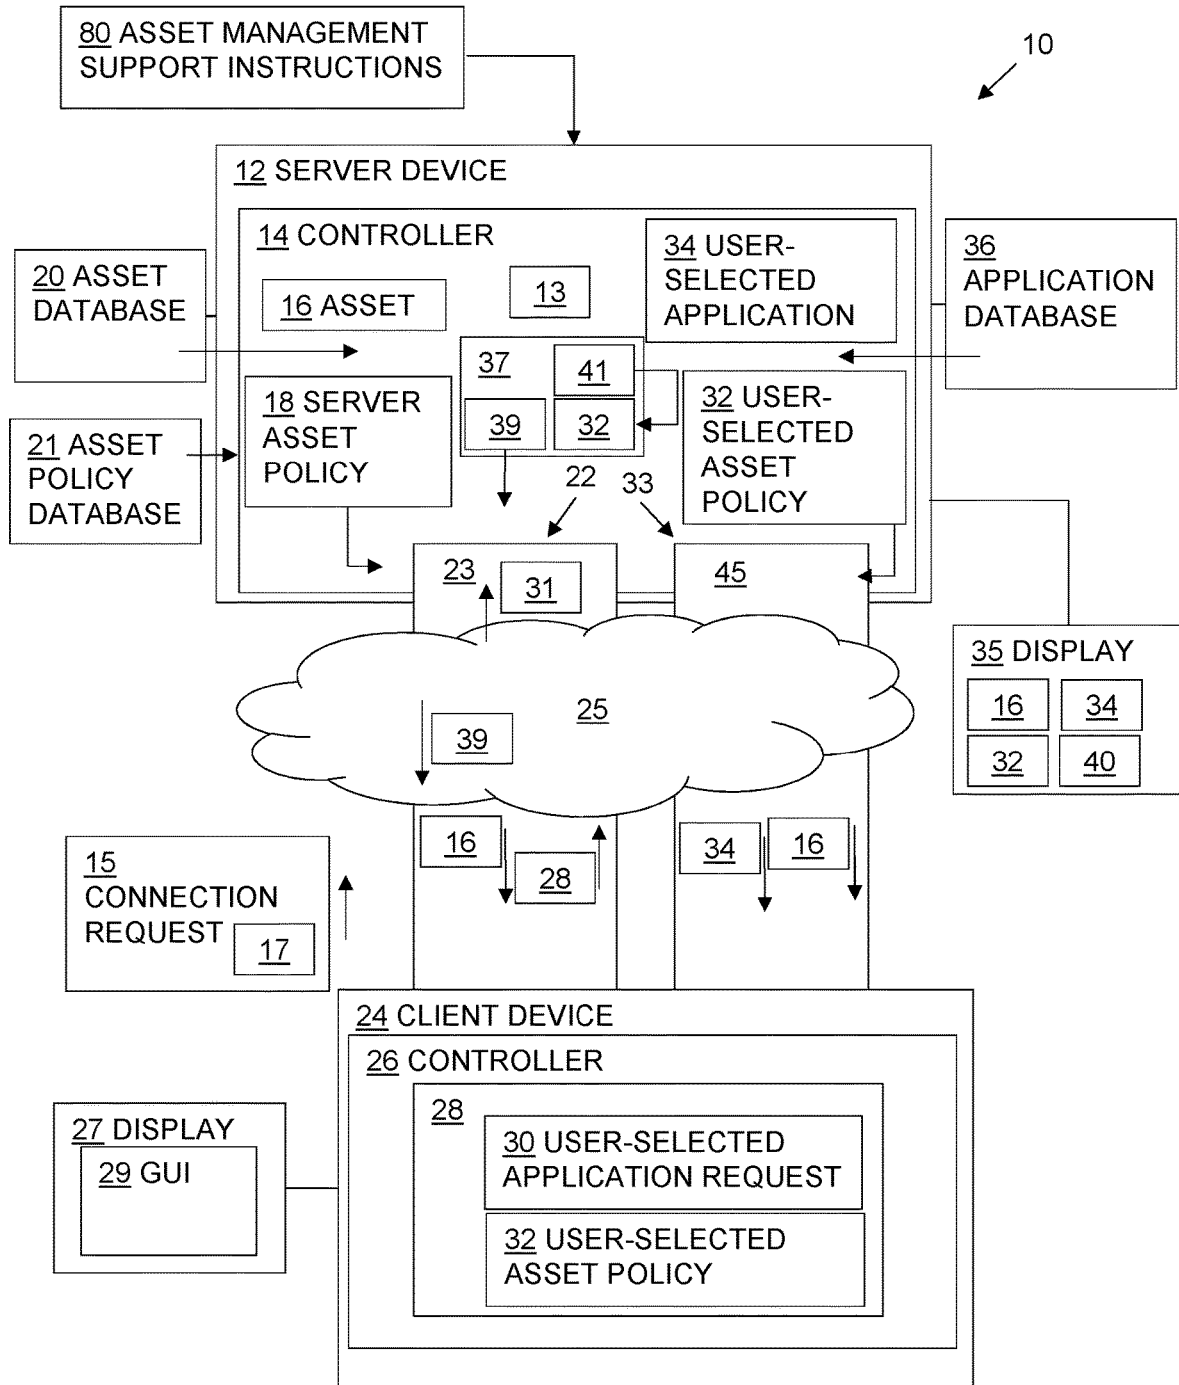 80 ASSET MANAGEMENT
SUPPORT INSTRUCTIONS
10
12 SERVER DEVICE
14 CONTROLLER
34 USER-
SELECTED
APPLICATION
36
APPLICATION
DATABASE
20 ASSET
DATABASE
16 ASSET
13
37
41
39
32
18 SERVER
ASSET
POLICY
32 USER-
SELECTED
ASSET
POLICY
21 ASSET
POLICY
DATABASE
22
33
23
31
45
35 DISPLAY
16
34
32
40
25
39
16
28
34
16
15
CONNECTION
REQUEST
17
24 CLIENT DEVICE
26 CONTROLLER
28
30 USER-SELECTED
APPLICATION REQUEST
32 USER-SELECTED
ASSET POLICY
27 DISPLAY
29 GUI